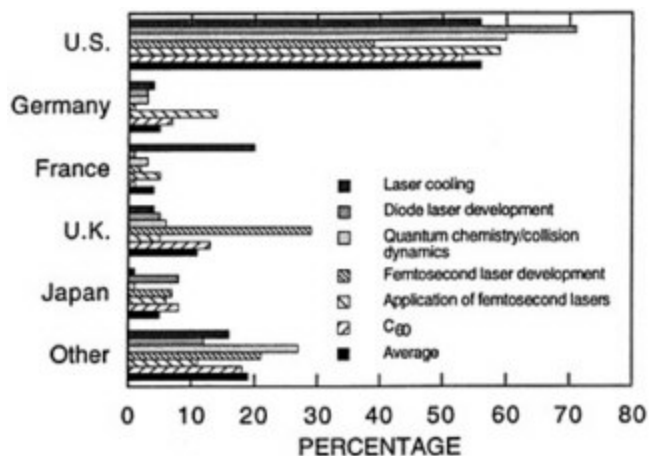 U.S.
Germany
France
U.K.
Japan
Other
Laser cooling
Diode laser development
Quantum chemistry/collision
dynamics
Femtosecond laser development
Application of femtosecond lasers
C60
Average
0 10 20 30 40 50 60 70 80
PERCENTAGE